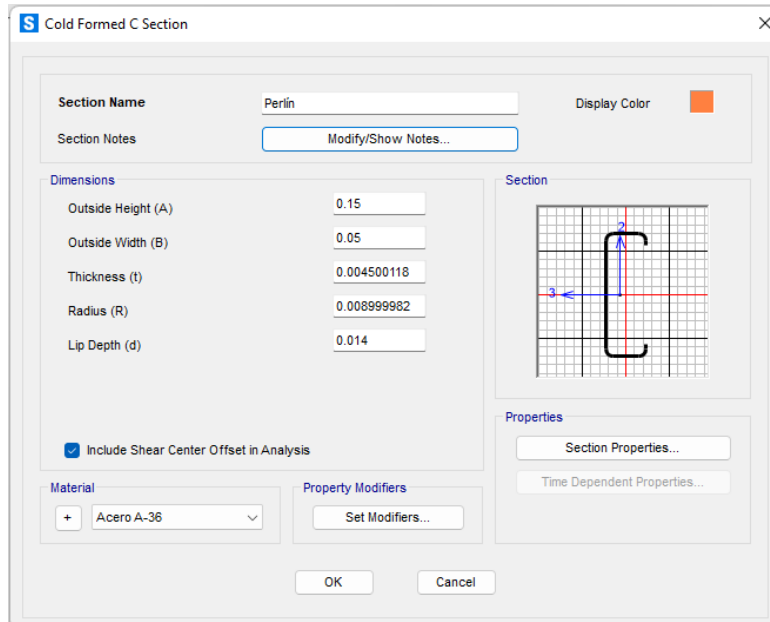 S Cold Formed C Section
Section Name Perlín Display Color
Section Notes Modify/Show Notes...
Dimensions
Outside Height (A) 0.15
Outside Width (B) 0.05
Thickness (t) 0.004500118
Radius (R) 0.008999982
Lip Depth (d) 0.014
Include Shear Center Offset in Analysis
Section
2
3
Properties
Section Properties...
Time Dependent Properties...
Material
+ Acero A-36
Property Modifiers
Set Modifiers...
OK Cancel